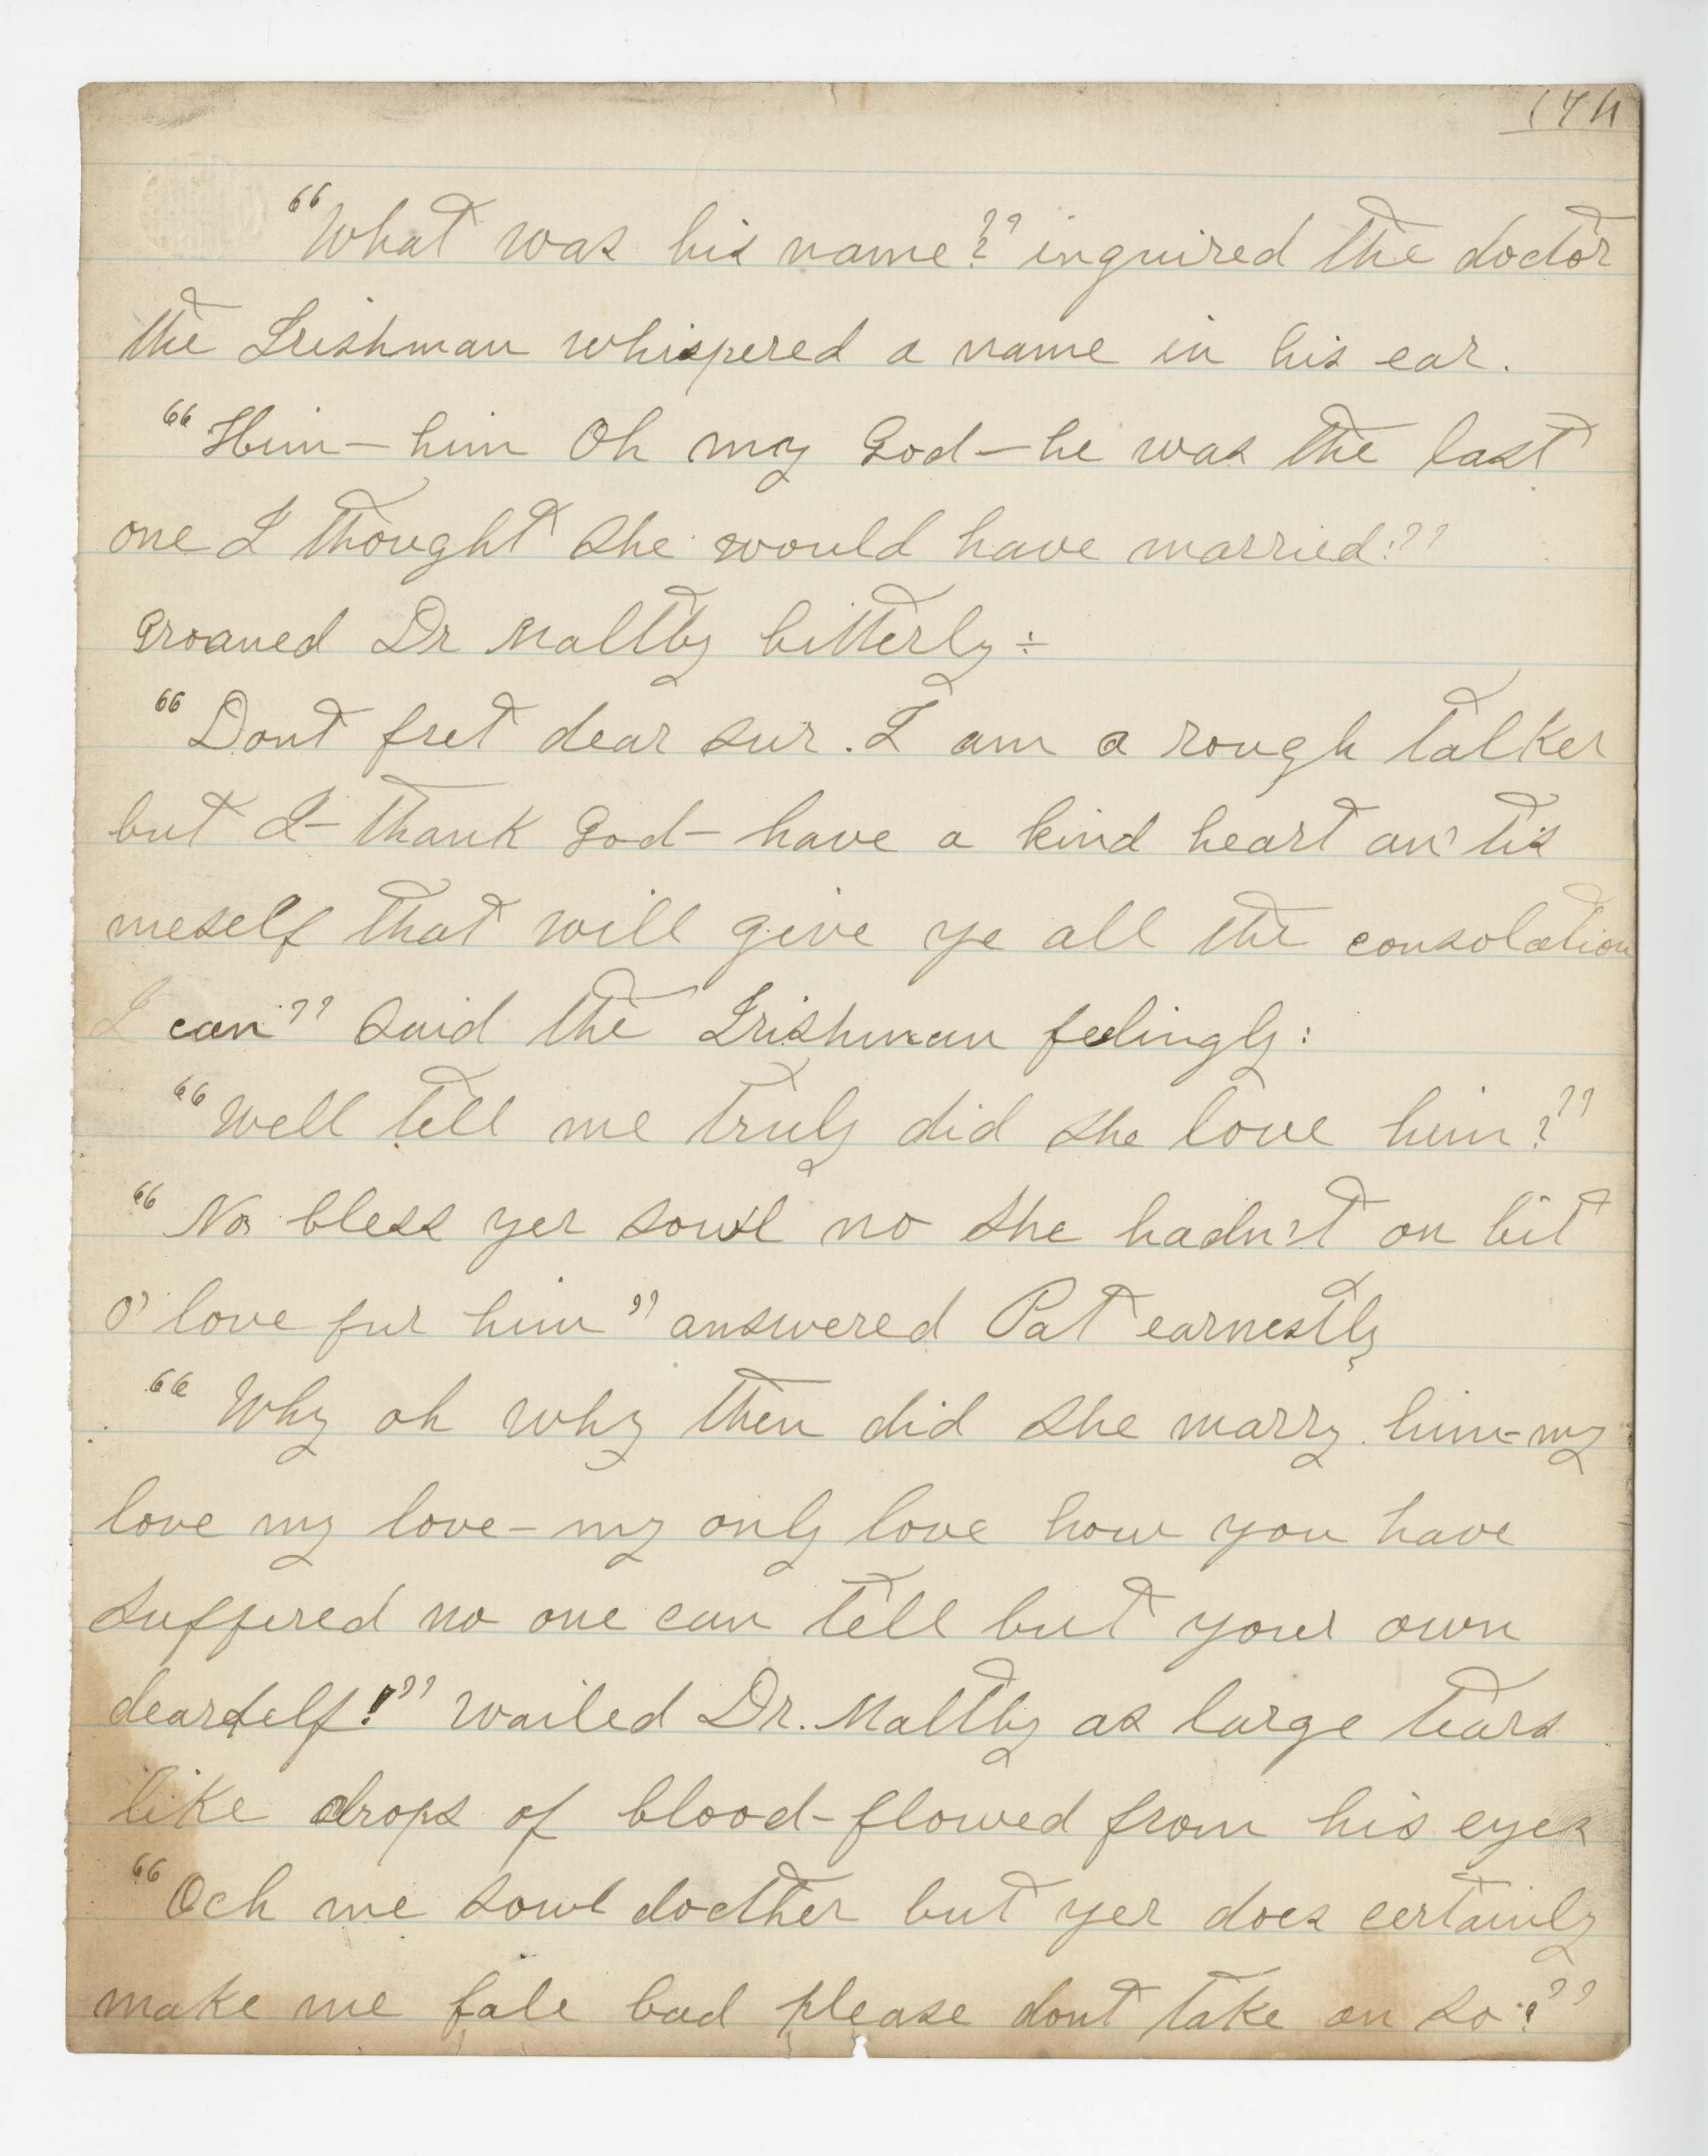 174
"What was his name?" inquired the doctor
the Irishman whispered a name in his ear.
"Him – him Oh my God – he was the last
one I thought she would have married!"
Groaned Dr Maltby bitterly÷
"Dont fret dear sur. I am a rough talker
but I – thank God – have a kind heart an' tis
meself that will give ye all the consolation
I can" said the Irishman feelingly:
"Well tell me truly did she love him?"
"No bless yer sowl no she hadn't on bit
o' love fur him" answered Pat earnestly
"Why oh why then did she marry him – my
love my love – my only love how you have
suffered no one can tell but your own
dearself!" wailed Dr. Maltby as large tears
like drops of blood – flowed from his eyes
"Och me sowl docther but yer does certainly
make me fale bad please dont take on so!"